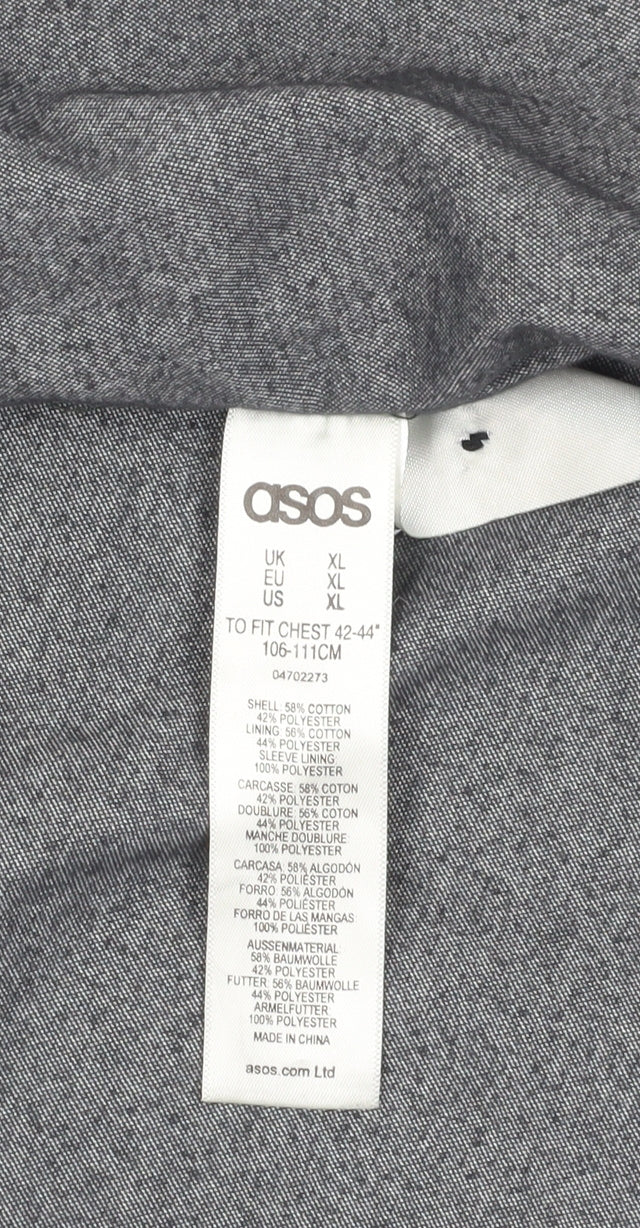 asos
UK XL
EU XL
US XL
TO FIT CHEST 42-44"
106-111CM
04702273
SHELL: 58% COTTON
42% POLYESTER
LINING: 56% COTTON
44% POLYESTER
SLEEVE LINING:
100% POLYESTER
CARCASSE: 58% COTON
42% POLYESTER
DOUBLURE: 56% COTON
44% POLYESTER
MANCHE DOUBLURE:
100% POLYESTER
CARCASA: 58% ALGODÓN
42% POLIÉSTER
FORRO: 56% ALGODÓN
44% POLIÉSTER
FORRO DE LAS MANGAS:
100% POLIÉSTER
AUSSENMATERIAL:
58% BAUMWOLLE
42% POLYESTER
FUTTER: 56% BAUMWOLLE
44% POLYESTER
ARMELFUTTER:
100% POLYESTER
MADE IN CHINA
asos.com Ltd